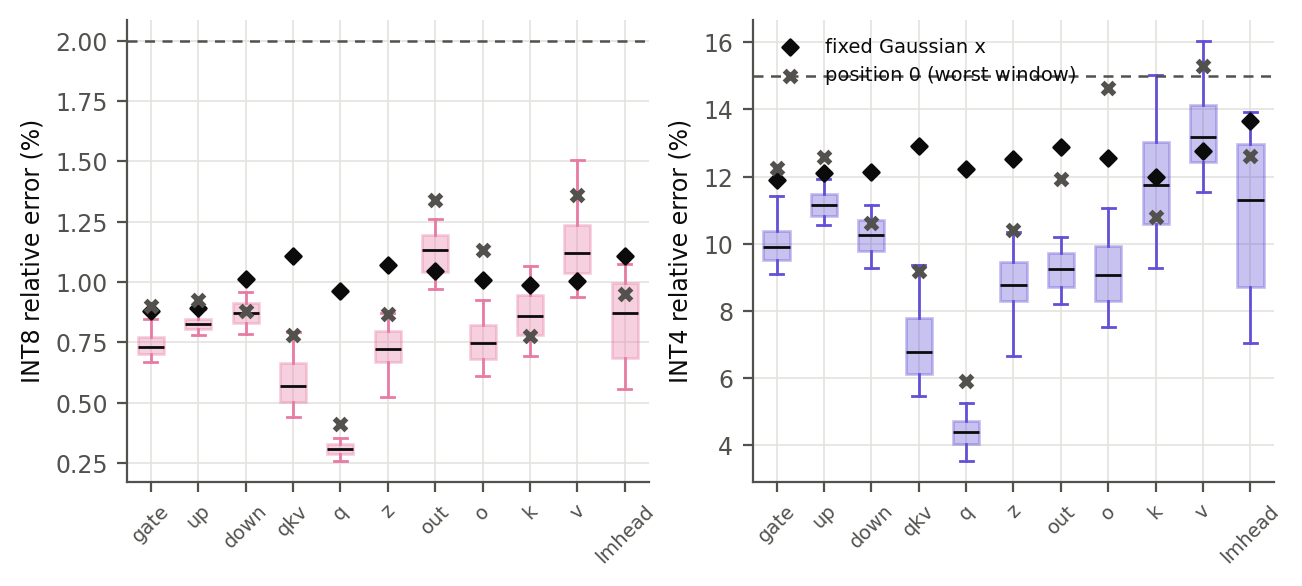 INT8 relative error (%)
2.00
1.75
1.50
1.25
1.00
0.75
0.50
0.25
gate
up
down
qkv
q
z
out
o
k
v
lmhead
INT4 relative error (%)
16
14
12
10
8
6
4
fixed Gaussian x
position 0 (worst window)
gate
up
down
qkv
q
z
out
o
k
v
lmhead